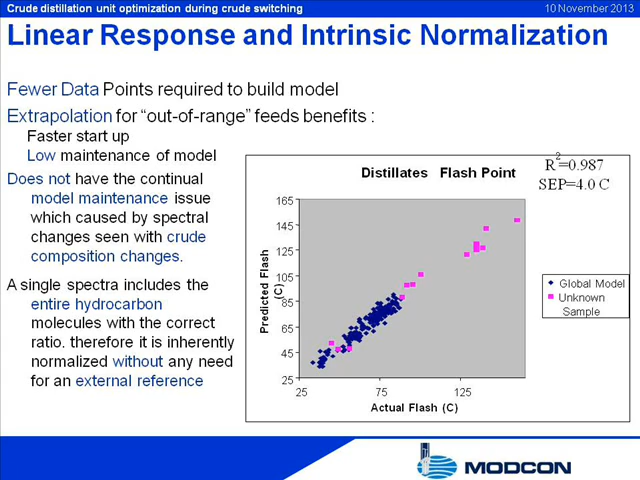 Crude distillation unit optimization during crude switching
10 November 2013
Linear Response and Intrinsic Normalization
Fewer Data Points required to build model
Extrapolation for “out-of-range” feeds benefits :
Faster start up
Low maintenance of model
Does not have the continual
model maintenance issue
which caused by spectral
changes seen with crude
composition changes.
A single spectra includes the
entire hydrocarbon
molecules with the correct
ratio. therefore it is inherently
normalized without any need
for an external reference
Distillates Flash Point
R²=0.987
SEP=4.0 C
Predicted Flash
(C)
165
145
125
105
85
65
45
25
25
75
125
Actual Flash (C)
Global Model
Unknown
Sample
MODCON